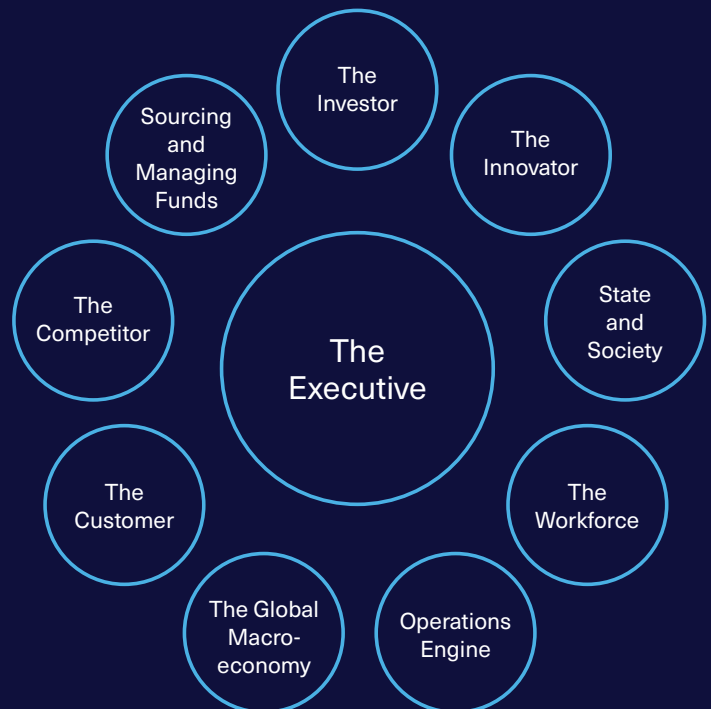 The
Investor
The
Innovator
State
and
Society
The
Workforce
Operations
Engine
The Global
Macro-
economy
The
Customer
The
Competitor
Sourcing
and
Managing
Funds
The
Executive